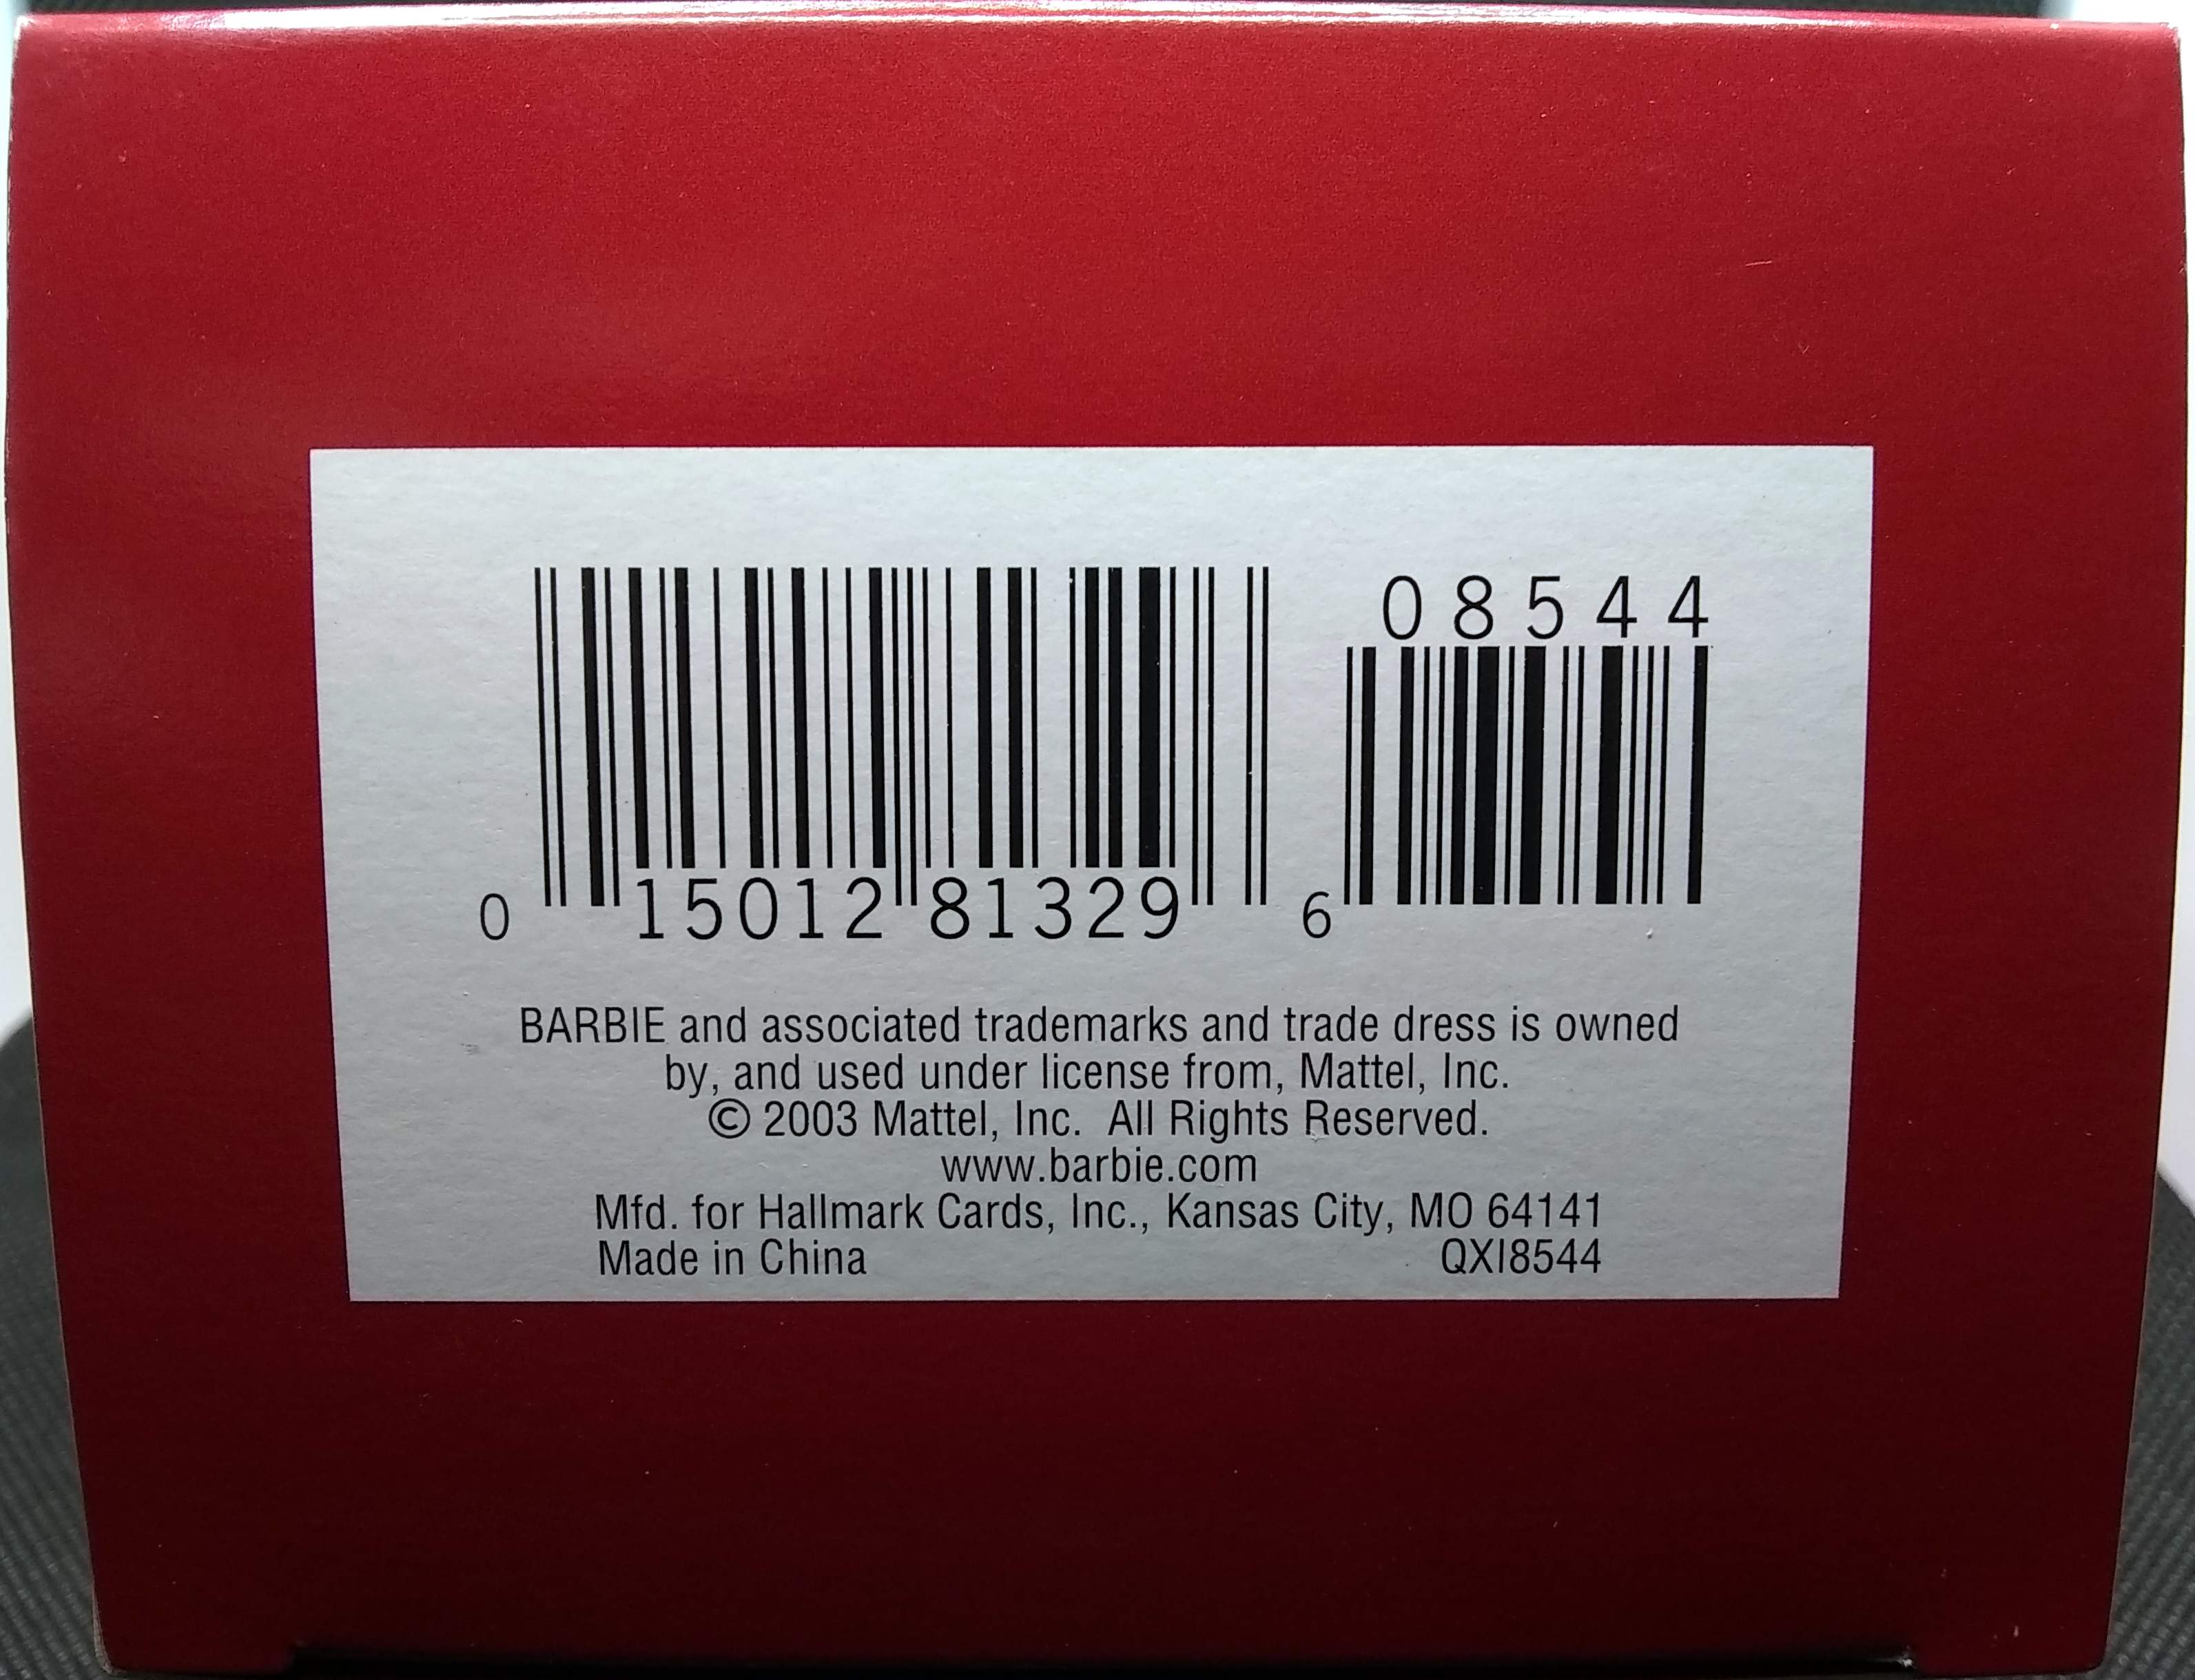 08544
0 15012 81329 6
BARBIE and associated trademarks and trade dress is owned
by, and used under license from, Mattel, Inc.
© 2003 Mattel, Inc. All Rights Reserved.
www.barbie.com
Mfd. for Hallmark Cards, Inc., Kansas City, MO 64141
Made in China QXI8544